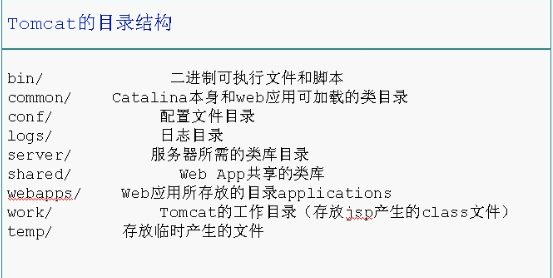 Tomcat的目录结构
bin/ 二进制可执行文件和脚本
common/ Catalina本身和web应用可加载的类目录
conf/ 配置文件目录
logs/ 日志目录
server/ 服务器所需的类库目录
shared/ Web App共享的类库
webapps/ Web应用所存放的目录applications
work/ Tomcat的工作目录（存放jsp产生的class文件）
temp/ 存放临时产生的文件